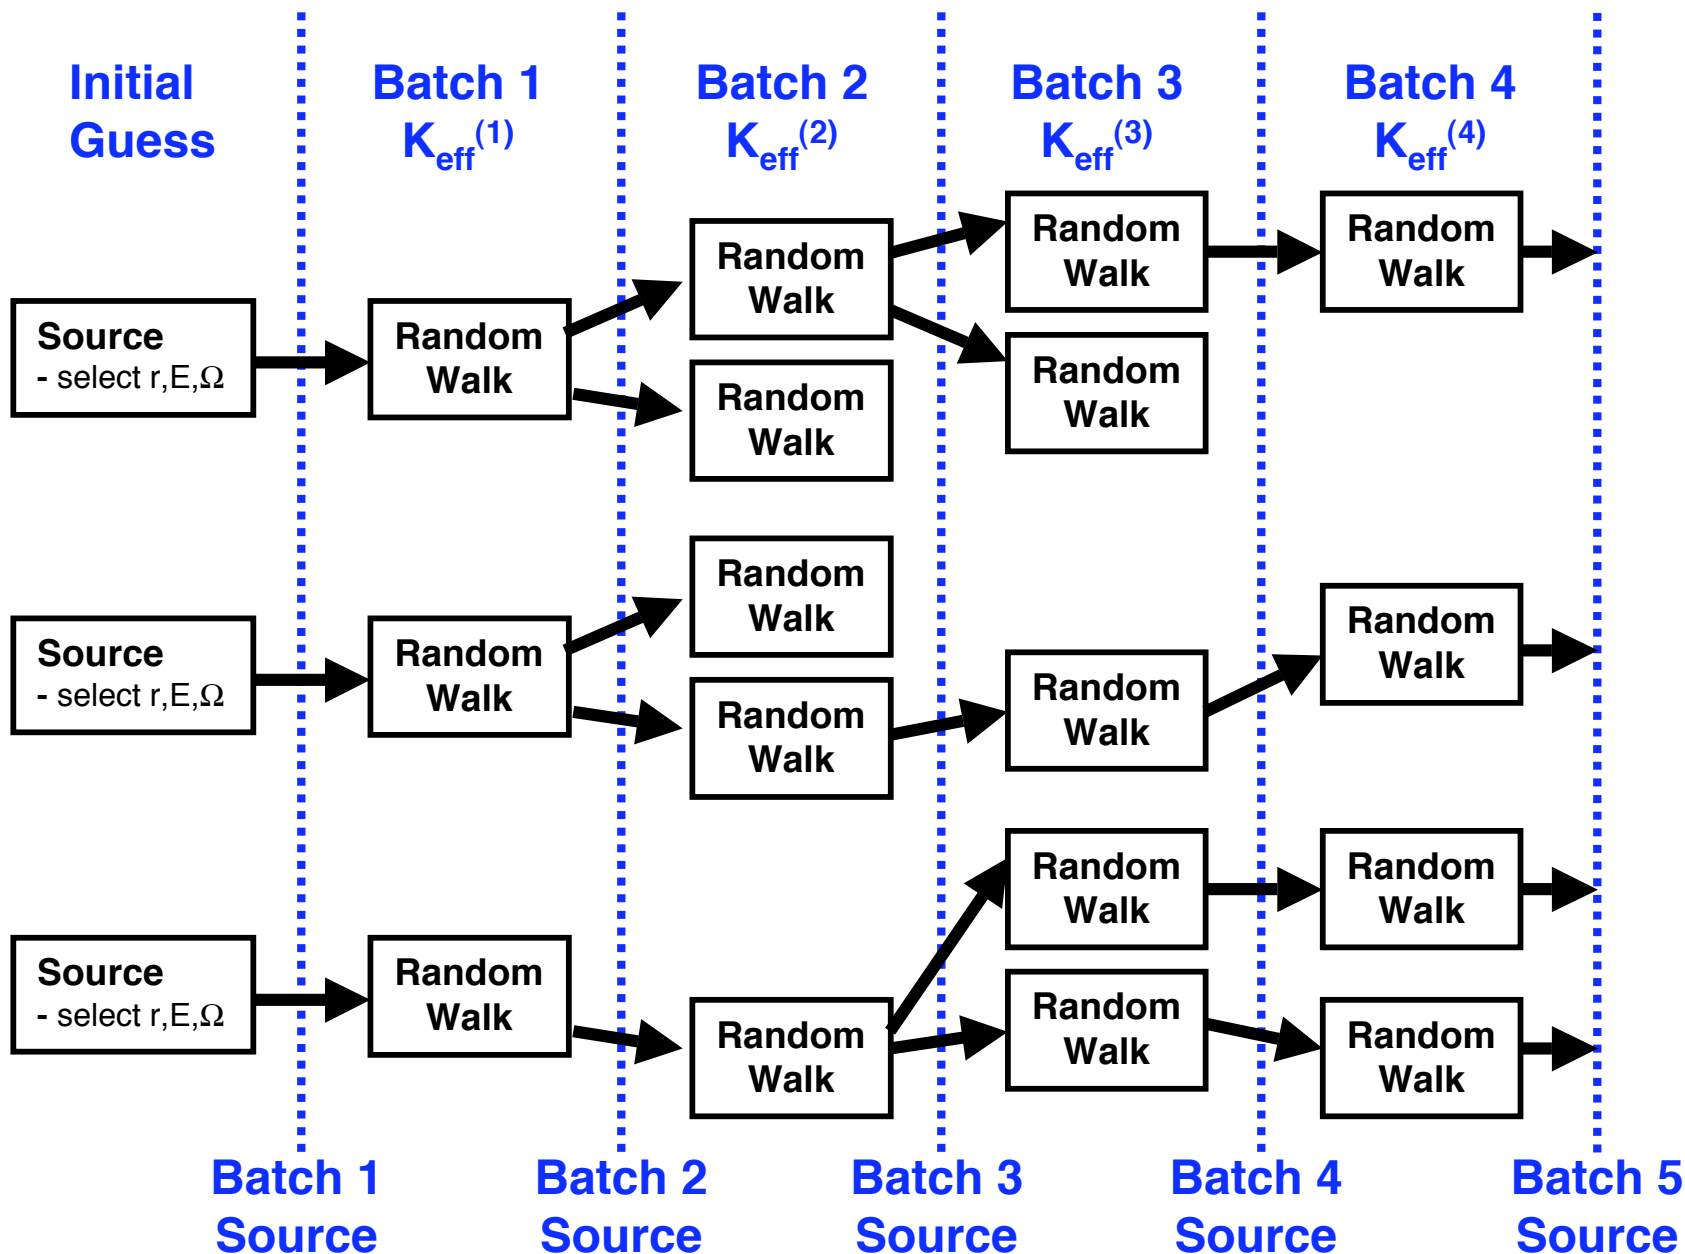 Initial
Guess
Batch 1
Keff(1)
Batch 2
Keff(2)
Batch 3
Keff(3)
Batch 4
Keff(4)
Source
- select r,E,Ω
Random
Walk
Random
Walk
Random
Walk
Random
Walk
Random
Walk
Random
Walk
Source
- select r,E,Ω
Random
Walk
Random
Walk
Random
Walk
Random
Walk
Random
Walk
Source
- select r,E,Ω
Random
Walk
Random
Walk
Random
Walk
Random
Walk
Random
Walk
Random
Walk
Batch 1
Source
Batch 2
Source
Batch 3
Source
Batch 4
Source
Batch 5
Source